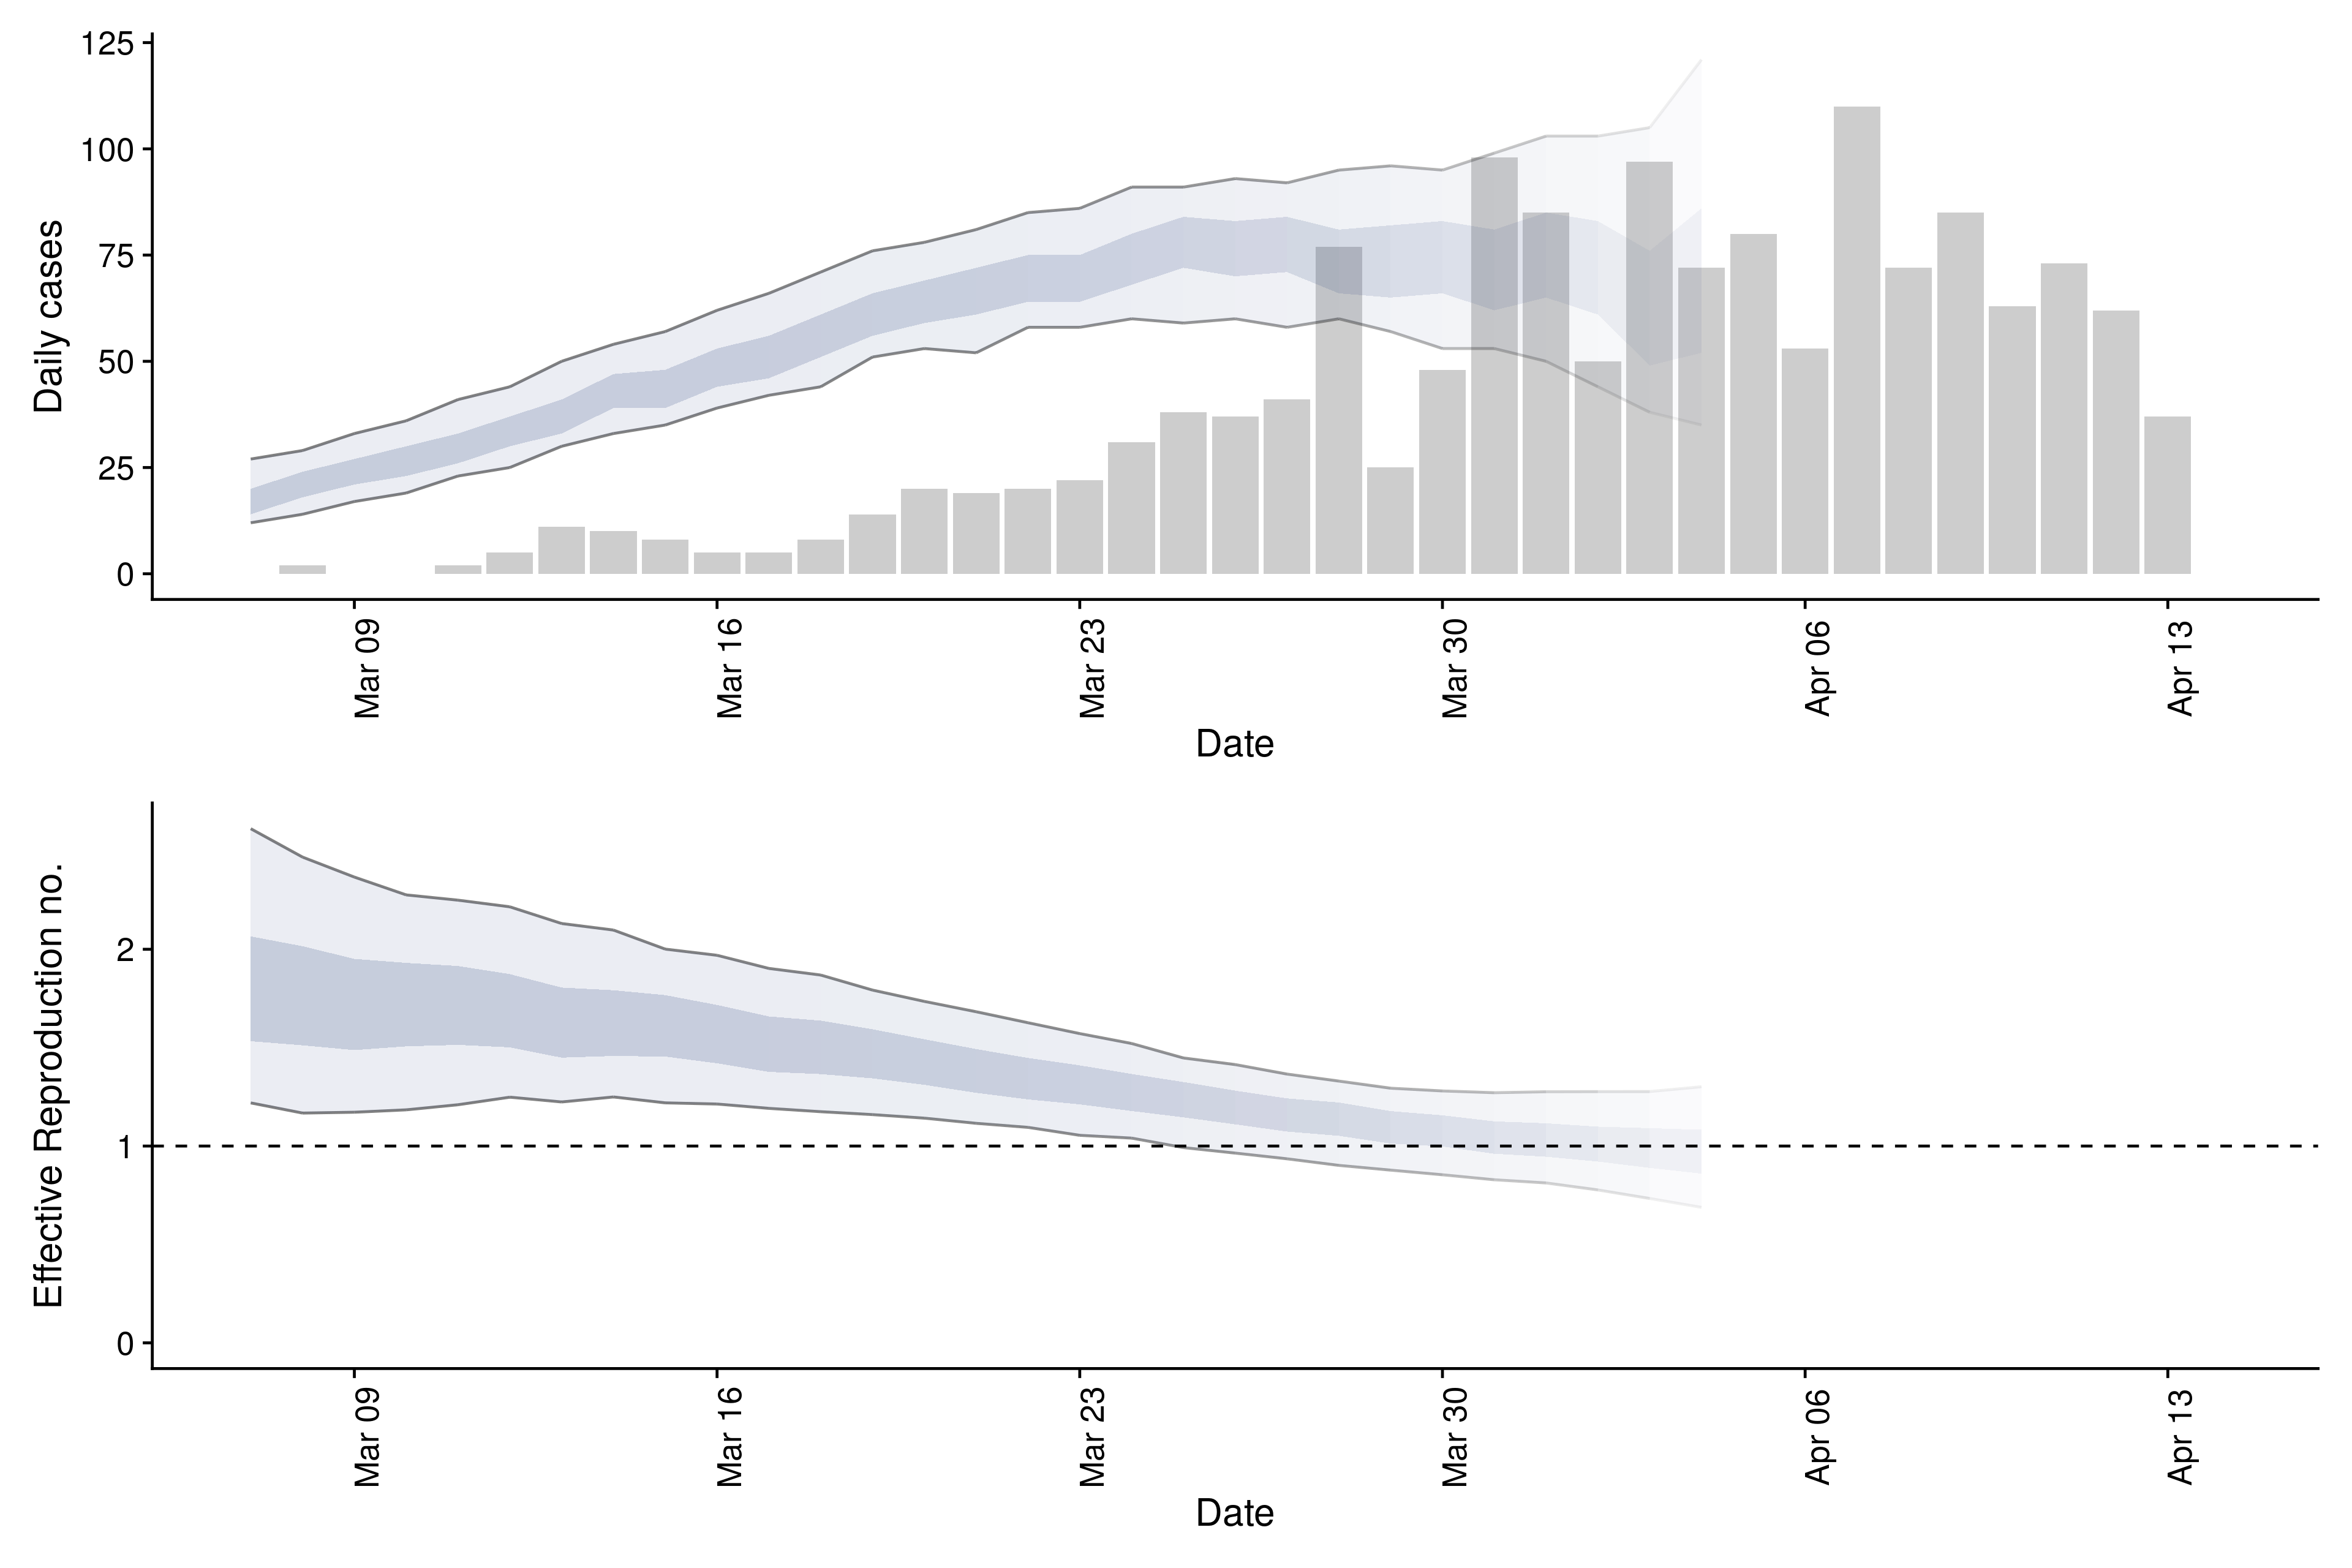 Daily cases
125
100
75
50
25
0
Mar 09
Mar 16
Mar 23
Mar 30
Apr 06
Apr 13
Date
Effective Reproduction no.
2
1
0
Mar 09
Mar 16
Mar 23
Mar 30
Apr 06
Apr 13
Date